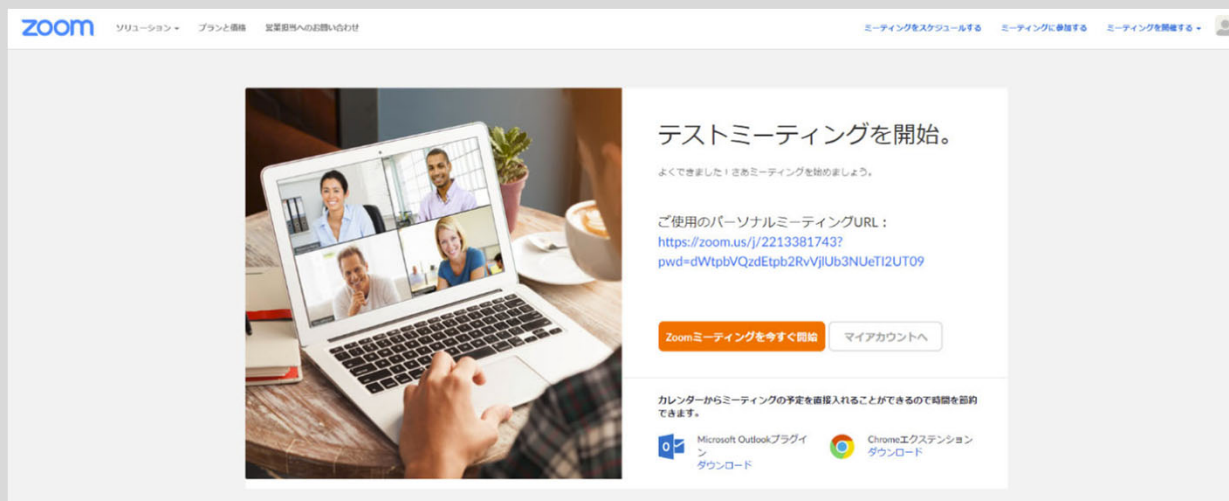 zoom
ソリューション
プランと価格
営業担当へのお問い合わせ
ミーティングをスケジュールする
ミーティングに参加する
ミーティングを開催する
テストミーティングを開始。
よくできました！さあミーティングを始めましょう。
ご使用のパーソナルミーティングURL：
https://zoom.us/j/2213381743?
pwd=dWtpbVQzdEtpb2RvVjlUb3NUeTI2UT09
Zoomミーティングを今すぐ開始
マイアカウントへ
カレンダーからミーティングの予定を直接入れることができるので時間を節約
できます。
Microsoft Outlookプラグイ
ン
ダウンロード
Chromeエクステンション
ダウンロード